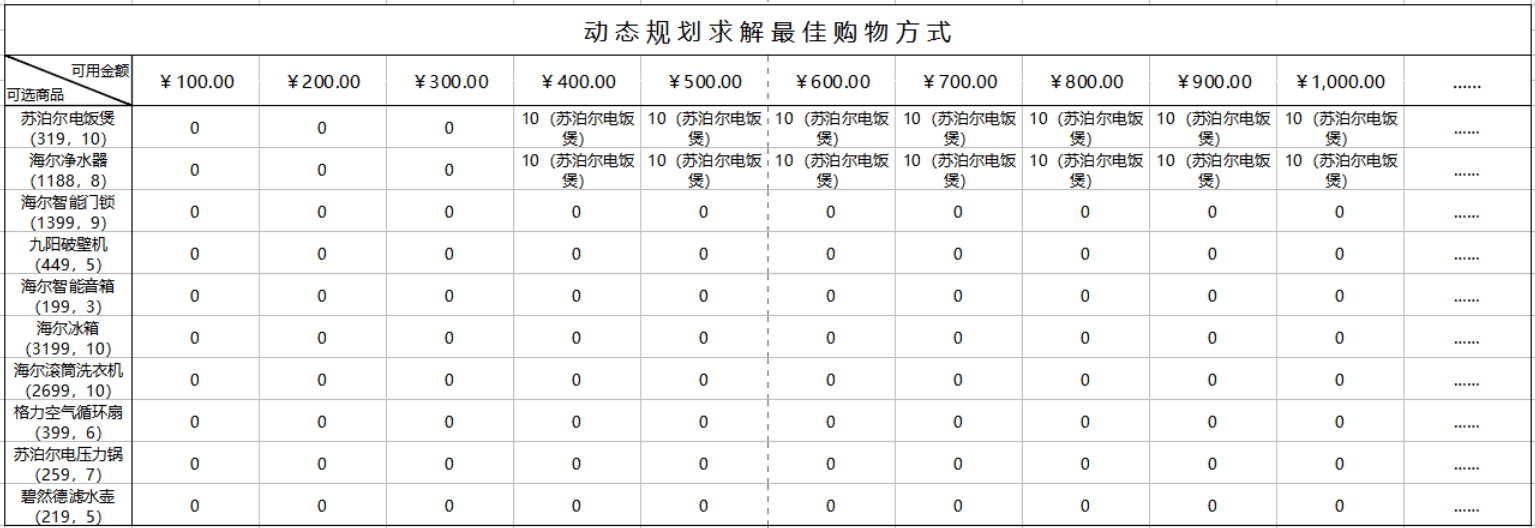 动态规划求解最佳购物方式
可用金额
可选商品
￥100.00 ￥200.00 ￥300.00 ￥400.00 ￥500.00 ￥600.00 ￥700.00 ￥800.00 ￥900.00 ￥1,000.00 ......
苏泊尔电饭煲
(319，10)
0 0 0 10（苏泊尔电饭煲) 10（苏泊尔电饭煲) 10（苏泊尔电饭煲) 10（苏泊尔电饭煲) 10（苏泊尔电饭煲) 10（苏泊尔电饭煲) 10（苏泊尔电饭煲) ......
海尔净水器
(1188，8)
0 0 0 10（苏泊尔电饭煲) 10（苏泊尔电饭煲) 10（苏泊尔电饭煲) 10（苏泊尔电饭煲) 10（苏泊尔电饭煲) 10（苏泊尔电饭煲) 10（苏泊尔电饭煲) ......
海尔智能门锁
(1399，9)
0 0 0 0 0 0 0 0 0 0 ......
九阳破壁机
(449，5)
0 0 0 0 0 0 0 0 0 0 ......
海尔智能音箱
(199，3)
0 0 0 0 0 0 0 0 0 0 ......
海尔冰箱
(3199，10)
0 0 0 0 0 0 0 0 0 0 ......
海尔滚筒洗衣机
(2699，10)
0 0 0 0 0 0 0 0 0 0 ......
格力空气循环扇
(399，6)
0 0 0 0 0 0 0 0 0 0 ......
苏泊尔电压力锅
(259，7)
0 0 0 0 0 0 0 0 0 0 ......
碧然德滤水壶
(219，5)
0 0 0 0 0 0 0 0 0 0 ......